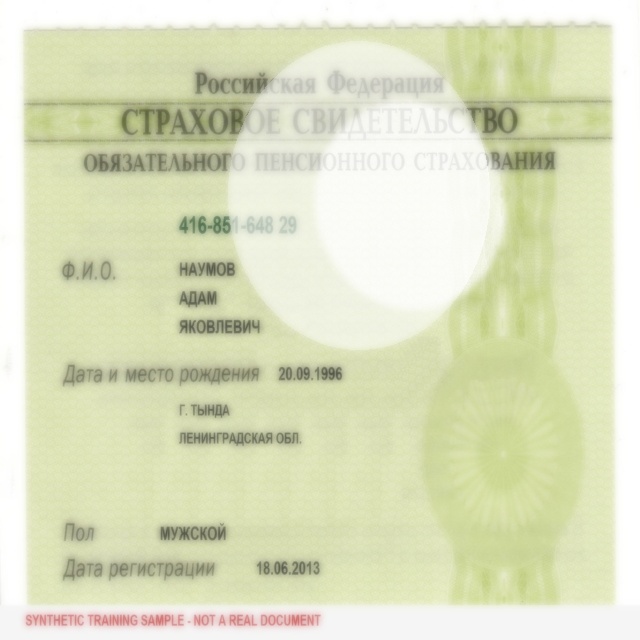 Российская Федерация
СТРАХОВОЕ СВИДЕТЕЛЬСТВО
ОБЯЗАТЕЛЬНОГО ПЕНСИОННОГО СТРАХОВАНИЯ
416-851-648 29
Ф.И.О. НАУМОВ
АДАМ
ЯКОВЛЕВИЧ
Дата и место рождения 20.09.1996
Г. ТЫНДА
ЛЕНИНГРАДСКАЯ ОБЛ.
Пол МУЖСКОЙ
Дата регистрации 18.06.2013
SYNTHETIC TRAINING SAMPLE - NOT A REAL DOCUMENT